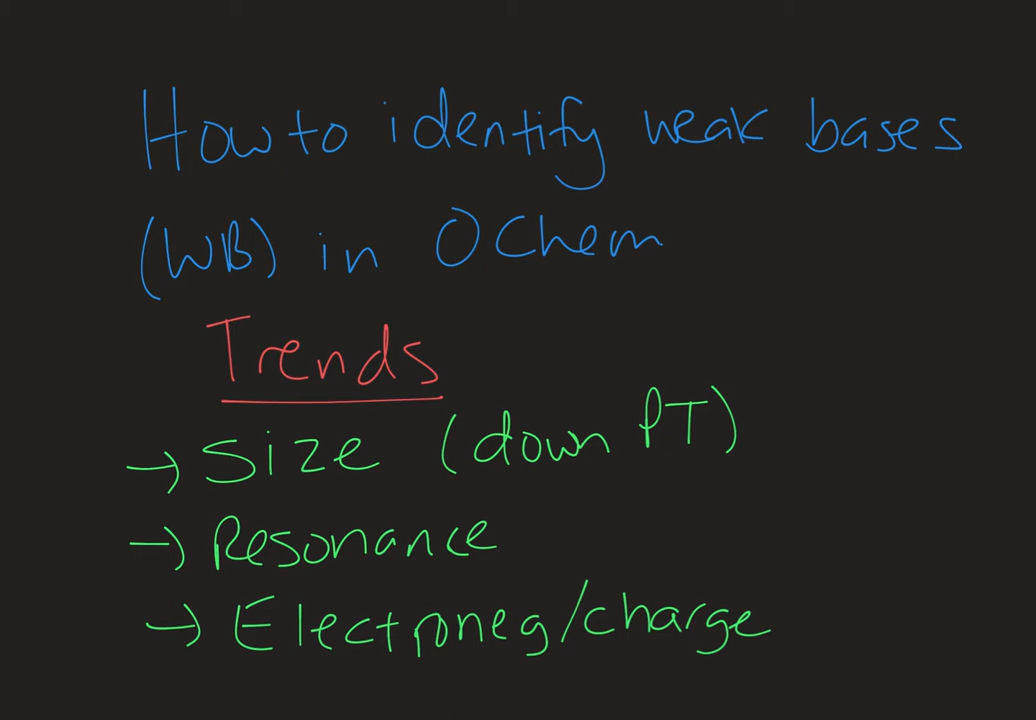 How to identify weak bases
(WB) in OChem
Trends
→ Size (down PT)
→ Resonance
→ Electroneg/charge